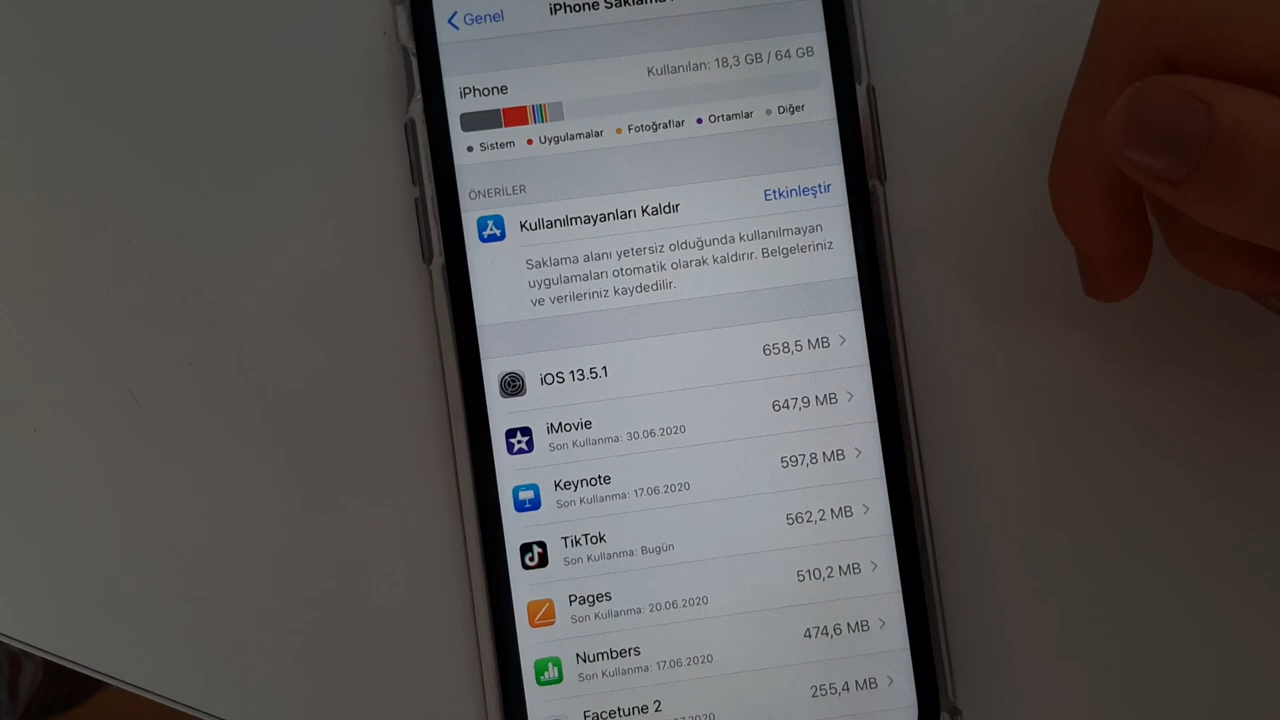 Genel
iPhone Saklama
iPhone
Kullanılan: 18,3 GB / 64 GB
Sistem
Uygulamalar
Fotoğraflar
Ortamlar
Diğer
ÖNERİLER
Kullanılmayanları Kaldır
Etkinleştir
Saklama alanı yetersiz olduğunda kullanılmayan
uygulamaları otomatik olarak kaldırır. Belgeleriniz
ve verileriniz kaydedilir.
iOS 13.5.1
658,5 MB
iMovie
647,9 MB
Son Kullanma: 30.06.2020
Keynote
597,8 MB
Son Kullanma: 17.06.2020
TikTok
562,2 MB
Son Kullanma: Bugün
Pages
510,2 MB
Son Kullanma: 20.06.2020
Numbers
474,6 MB
Son Kullanma: 17.06.2020
Facetune 2
255,4 MB